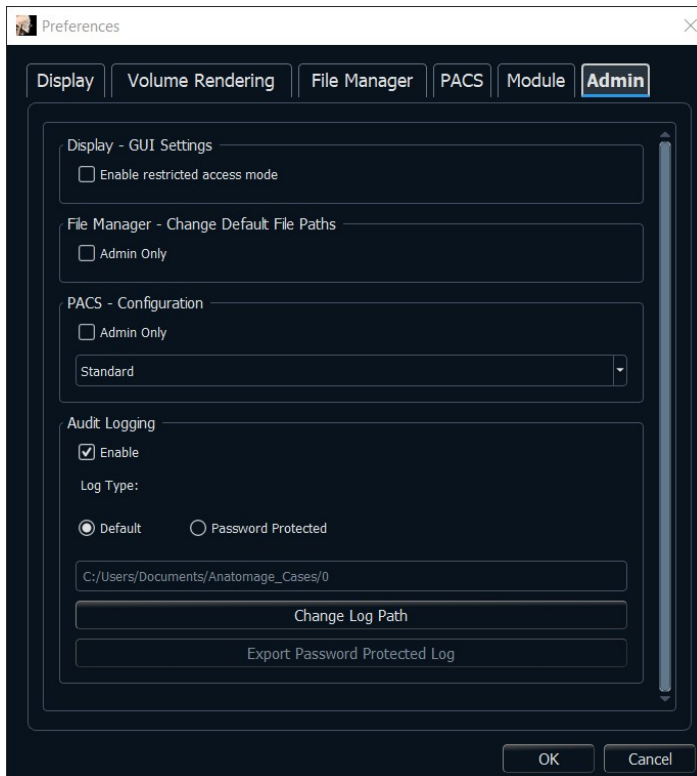 Preferences
Display Volume Rendering File Manager PACS Module Admin
Display - GUI Settings
Enable restricted access mode
File Manager - Change Default File Paths
Admin Only
PACS - Configuration
Admin Only
Standard
Audit Logging
Enable
Log Type:
Default Password Protected
C:/Users/Documents/Anatomage_Cases/0
Change Log Path
Export Password Protected Log
OK Cancel